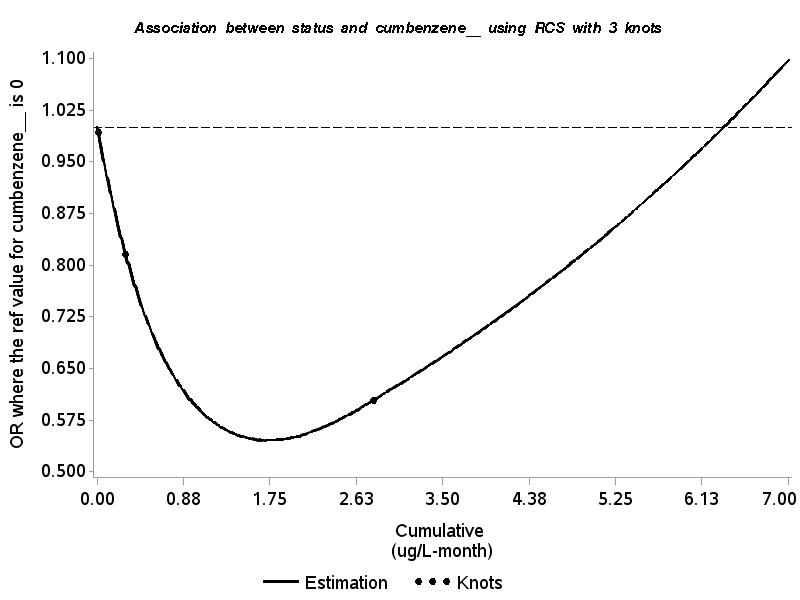 Association between status and cumbenzene__ using RCS with 3 knots
OR where the ref value for cumbenzene__ is 0
1.100
1.025
0.950
0.875
0.800
0.725
0.650
0.575
0.500
0.00 0.88 1.75 2.63 3.50 4.38 5.25 6.13 7.00
Cumulative
(ug/L-month)
Estimation Knots